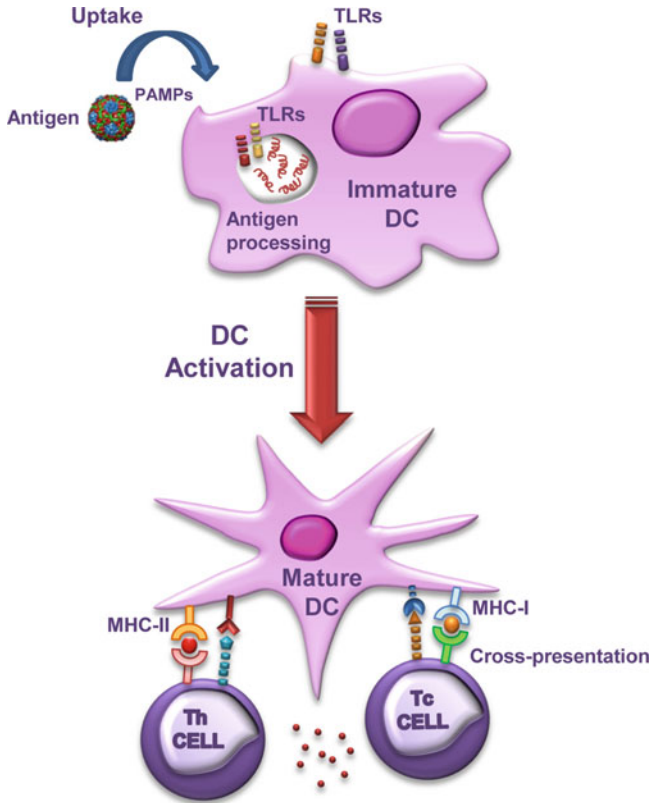 Uptake
TLRs
PAMPs
Antigen
TLRs
Immature
DC
Antigen
processing
DC
Activation
Mature
DC
MHC-II
MHC-I
Cross-presentation
Th
CELL
Tc
CELL